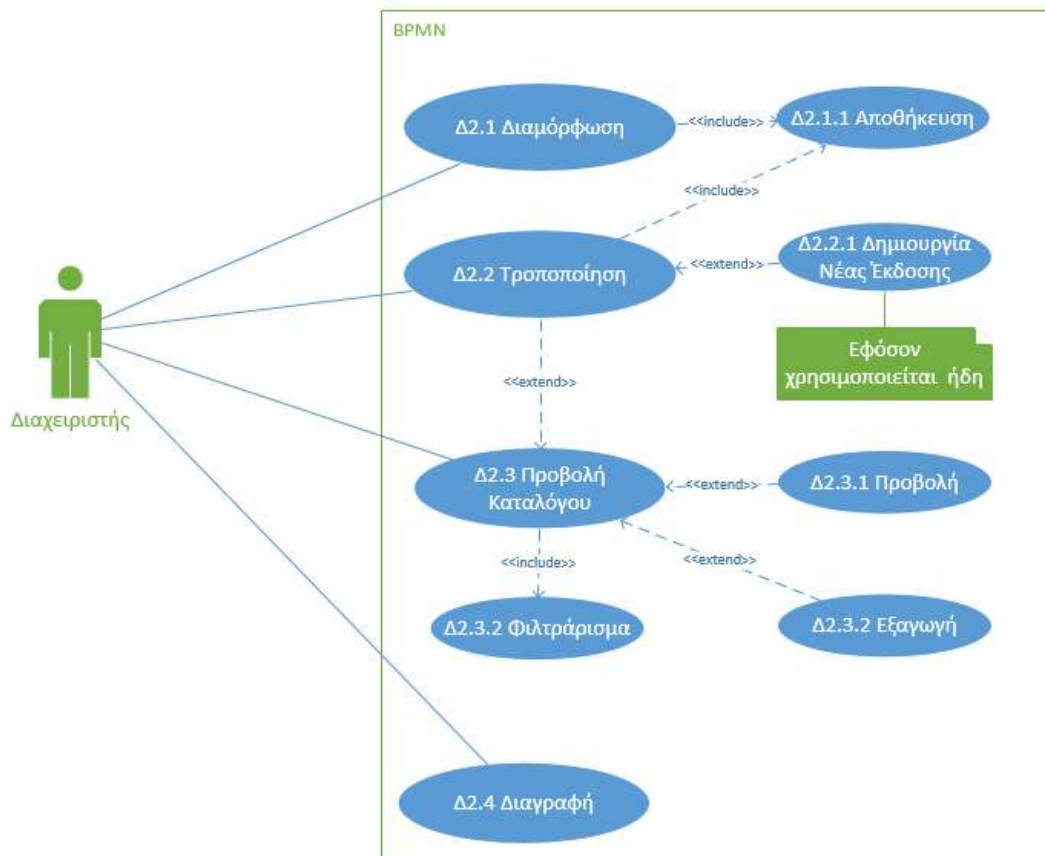 BPMN
Δ2.1 Διαμόρφωση
<<include>>
Δ2.1.1 Αποθήκευση
<<include>>
Δ2.2 Τροποποίηση
<<extend>>
Δ2.2.1 Δημιουργία
Νέας Έκδοσης
Εφόσον
χρησιμοποιείται ήδη
<<extend>>
Διαχειριστής
Δ2.3 Προβολή
Καταλόγου
<<extend>>
Δ2.3.1 Προβολή
<<extend>>
<<include>>
Δ2.3.2 Φιλτράρισμα
Δ2.3.2 Εξαγωγή
Δ2.4 Διαγραφή